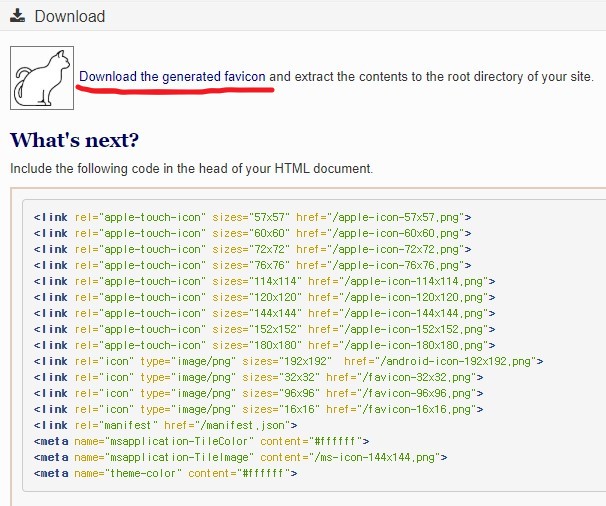 Download
Download the generated favicon and extract the contents to the root directory of your site.
What's next?
Include the following code in the head of your HTML document.
<link rel="apple-touch-icon" sizes="57x57" href="/apple-icon-57x57.png">
<link rel="apple-touch-icon" sizes="60x60" href="/apple-icon-60x60.png">
<link rel="apple-touch-icon" sizes="72x72" href="/apple-icon-72x72.png">
<link rel="apple-touch-icon" sizes="76x76" href="/apple-icon-76x76.png">
<link rel="apple-touch-icon" sizes="114x114" href="/apple-icon-114x114.png">
<link rel="apple-touch-icon" sizes="120x120" href="/apple-icon-120x120.png">
<link rel="apple-touch-icon" sizes="144x144" href="/apple-icon-144x144.png">
<link rel="apple-touch-icon" sizes="152x152" href="/apple-icon-152x152.png">
<link rel="apple-touch-icon" sizes="180x180" href="/apple-icon-180x180.png">
<link rel="icon" type="image/png" sizes="192x192"  href="/android-icon-192x192.png">
<link rel="icon" type="image/png" sizes="32x32" href="/favicon-32x32.png">
<link rel="icon" type="image/png" sizes="96x96" href="/favicon-96x96.png">
<link rel="icon" type="image/png" sizes="16x16" href="/favicon-16x16.png">
<link rel="manifest" href="/manifest.json">
<meta name="msapplication-TileColor" content="#ffffff">
<meta name="msapplication-TileImage" content="/ms-icon-144x144.png">
<meta name="theme-color" content="#ffffff">